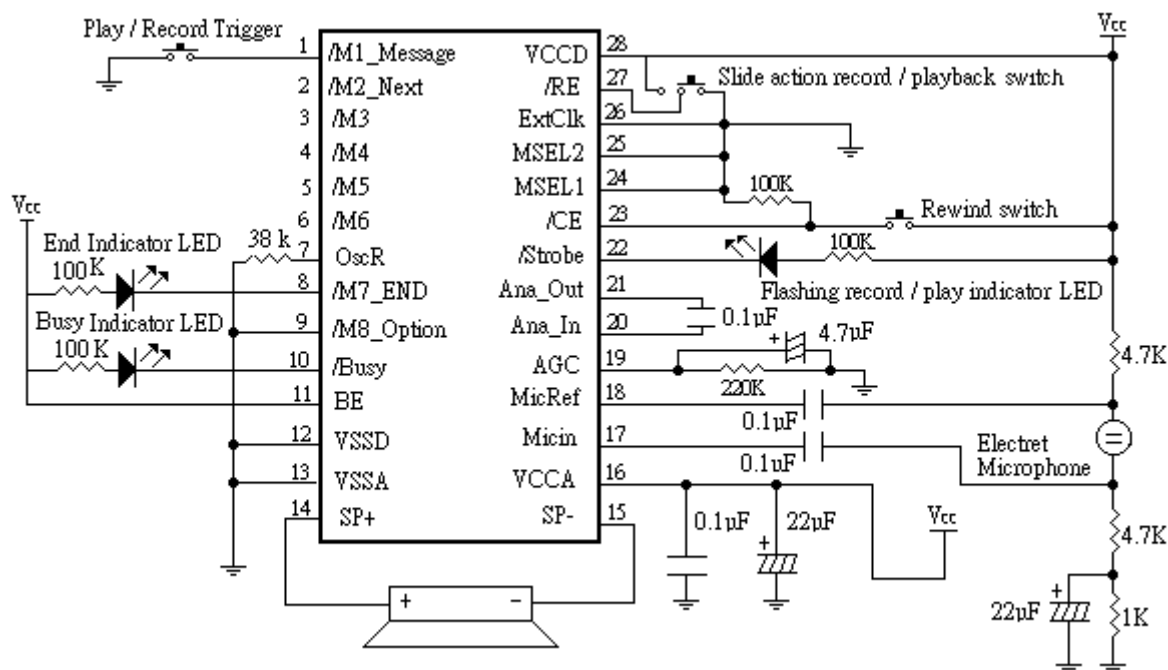 Play / Record Trigger
Vcc
1
/M1_Message
VCCD
28
2
/M2_Next
/RE
27
Slide action record / playback switch
3
/M3
ExtClk
26
4
/M4
MSEL2
25
5
/M5
MSEL1
24
100K
Vcc
6
/M6
/CE
23
Rewind switch
End Indicator LED
38 k
7
OscR
/Strobe
22
100K
100K
8
/M7_END
Ana_Out
21
Flashing record / play indicator LED
Busy Indicator LED
9
/M8_Option
Ana_In
20
0.1µF
4.7µF
+
100K
10
/Busy
AGC
19
220K
4.7K
11
BE
MicRef
18
0.1µF
12
VSSD
Micin
17
0.1µF
Electret
Microphone
13
VSSA
VCCA
16
14
SP+
SP-
15
0.1µF
22µF
+
Vcc
4.7K
+
−
22µF
+
1K